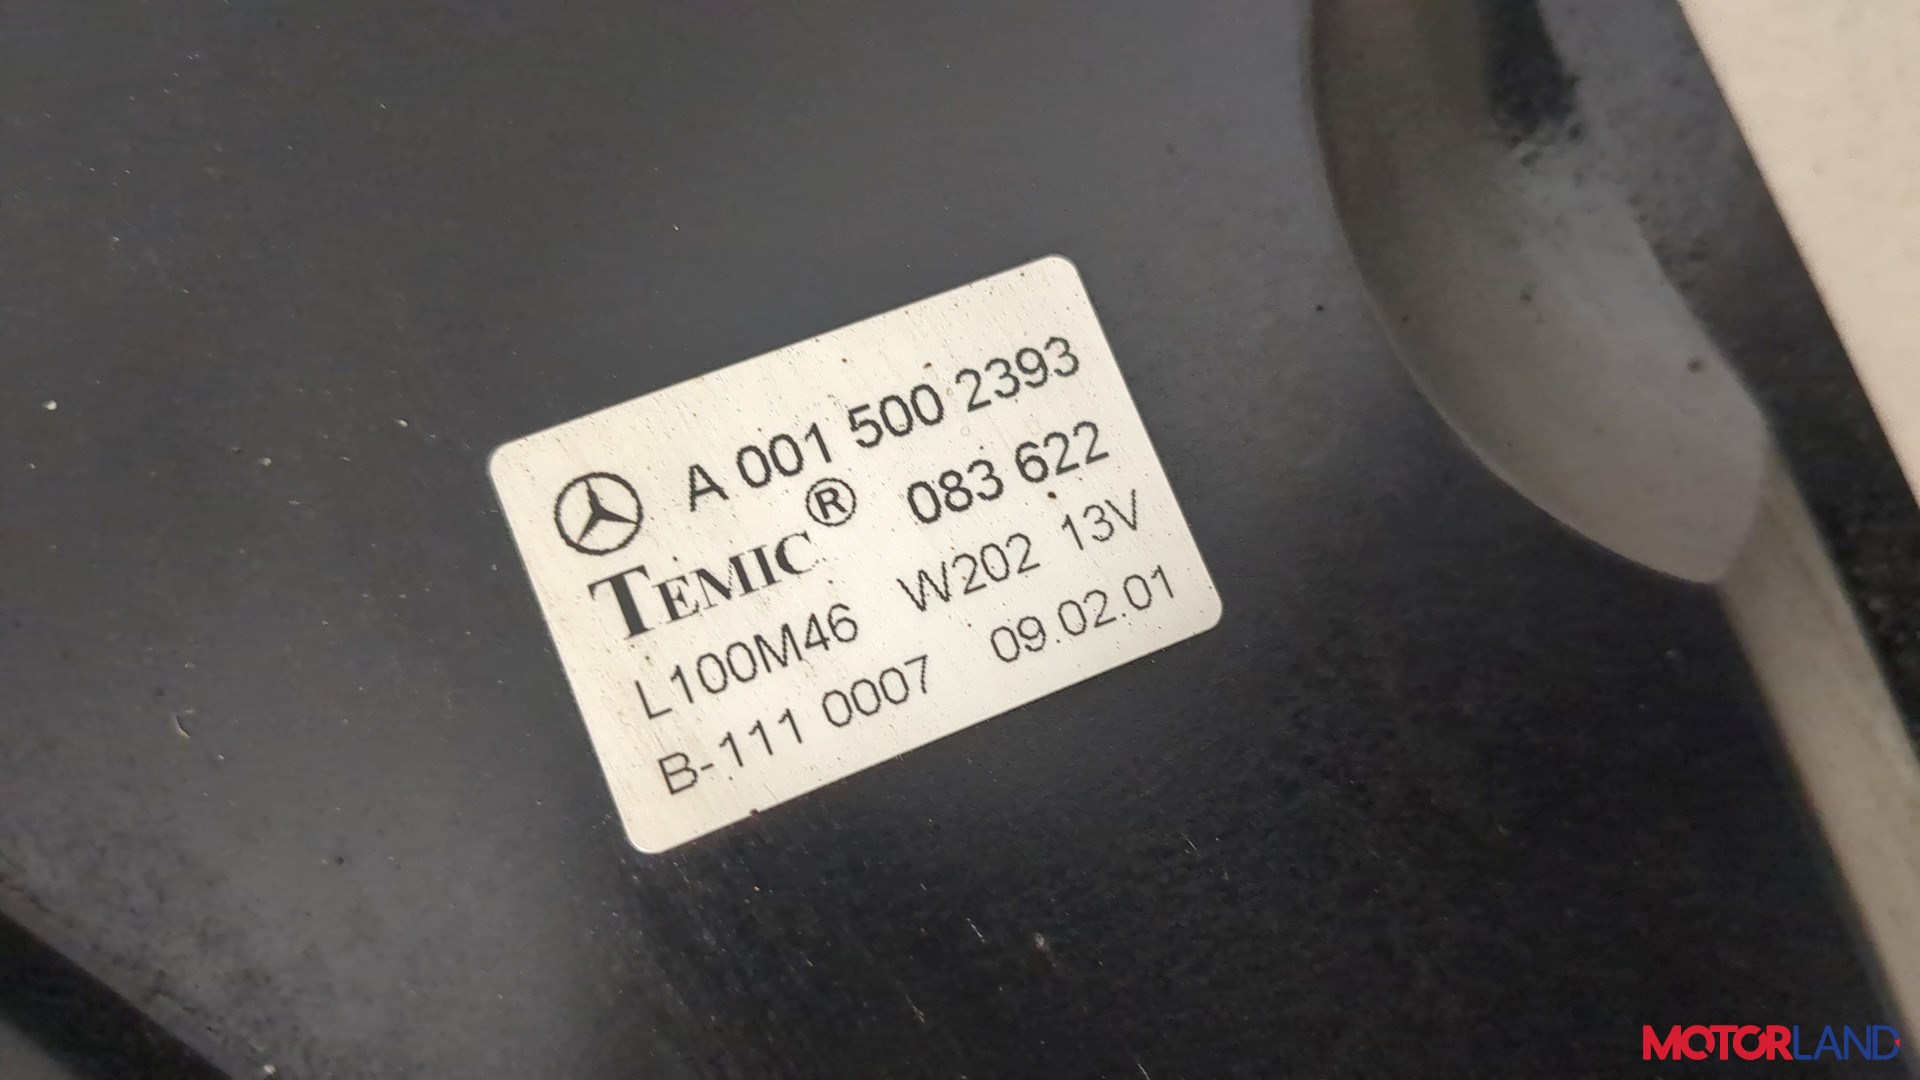 A 001 500 2393
TEMIC® 083 622
L100M46 W202 13V
B-111 0007 09.02.01
MOTORLAND